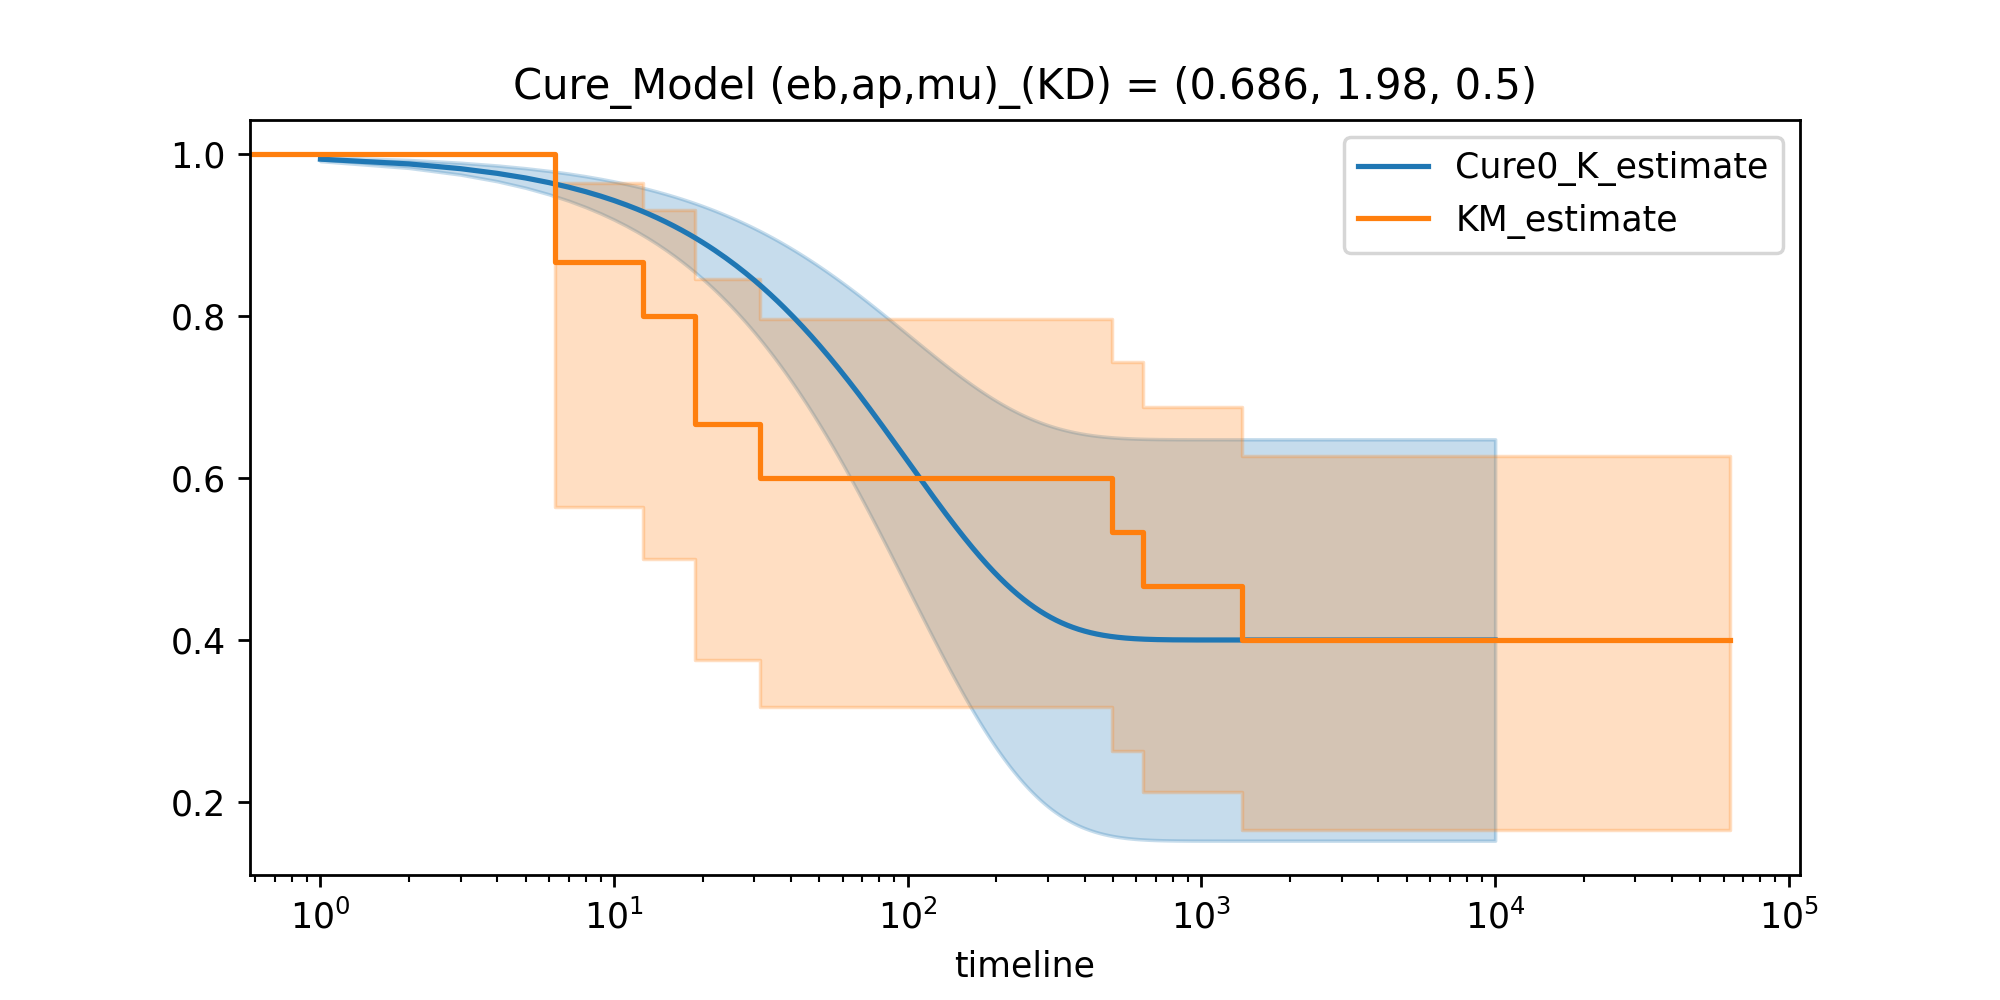 Cure_Model (eb,ap,mu)_(KD) = (0.686, 1.98, 0.5)
Cure0_K_estimate
KM_estimate
1.0
0.8
0.6
0.4
0.2
10⁰ 10¹ 10² 10³ 10⁴ 10⁵
timeline